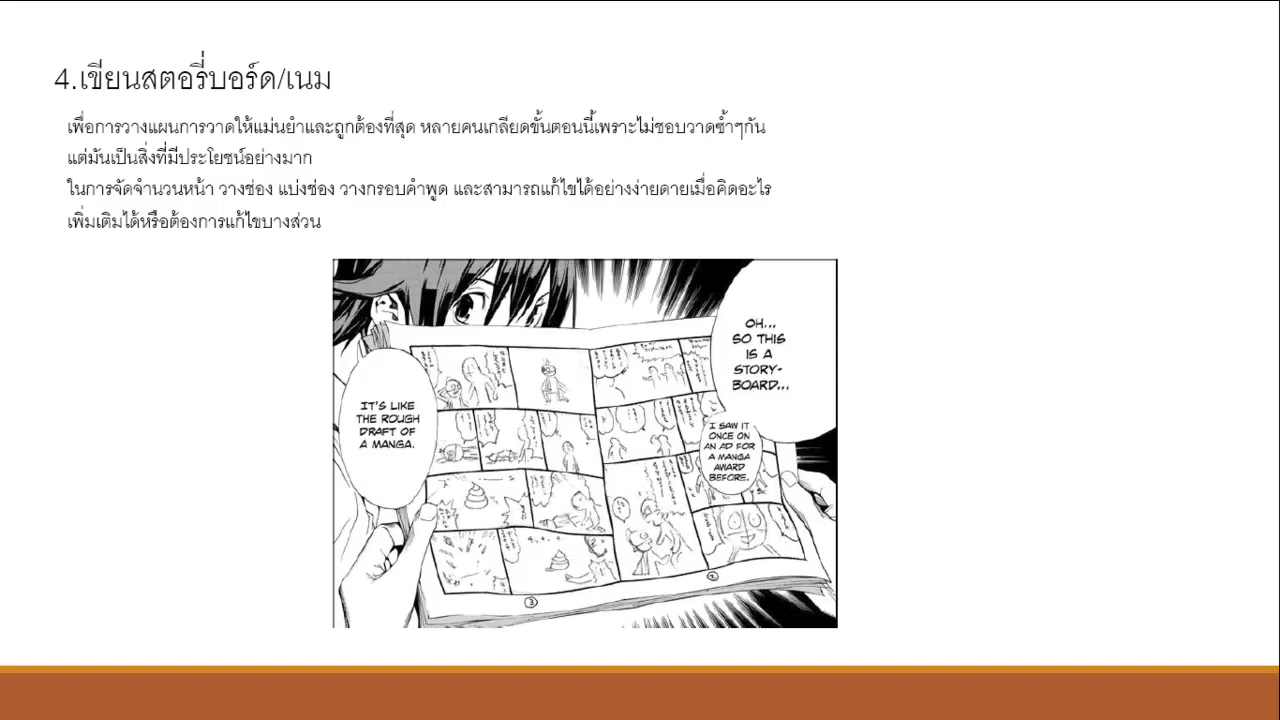 4.เขียนสตอรี่บอร์ด/เนม
เพื่อการวางแผนการวาดให้แม่นยำและถูกต้องที่สุด หลายคนเกลียดขั้นตอนนี้เพราะไม่ชอบวาดซ้ำๆกัน
แต่มันเป็นสิ่งที่มีประโยชน์อย่างมาก
ในการจัดจำนวนหน้า วางช่อง แบ่งช่อง วางกรอบคำพูด และสามารถแก้ไขได้อย่างง่ายดายเมื่อคิดอะไร
เพิ่มเติมได้หรือต้องการแก้ไขบางส่วน
OH...
SO THIS
IS A
STORY-
BOARD...
I SAW IT
ONCE ON
AN AD FOR
A MANGA
AWARD
BEFORE.
IT'S LIKE
THE ROUGH
DRAFT OF
A MANGA.
3
2